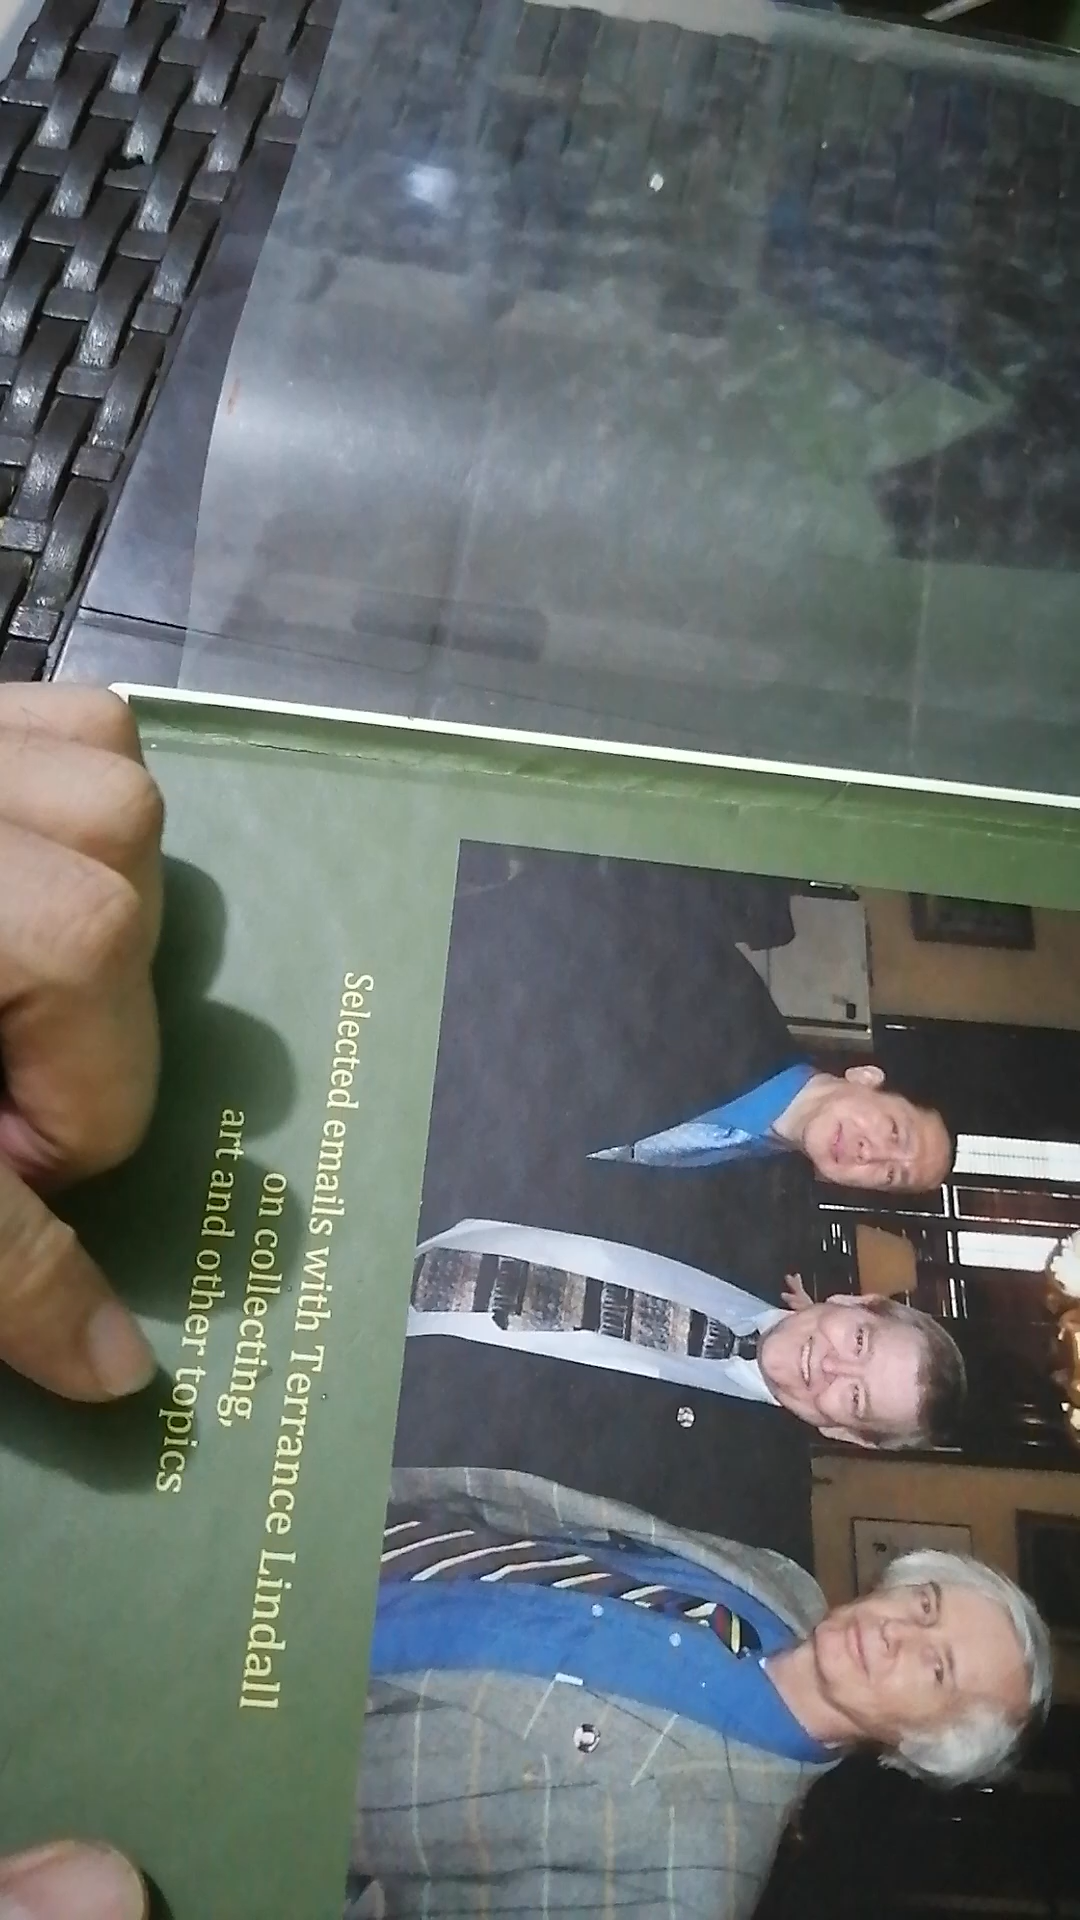 Selected emails with Terrance Lindall
on collecting,
art and other topics